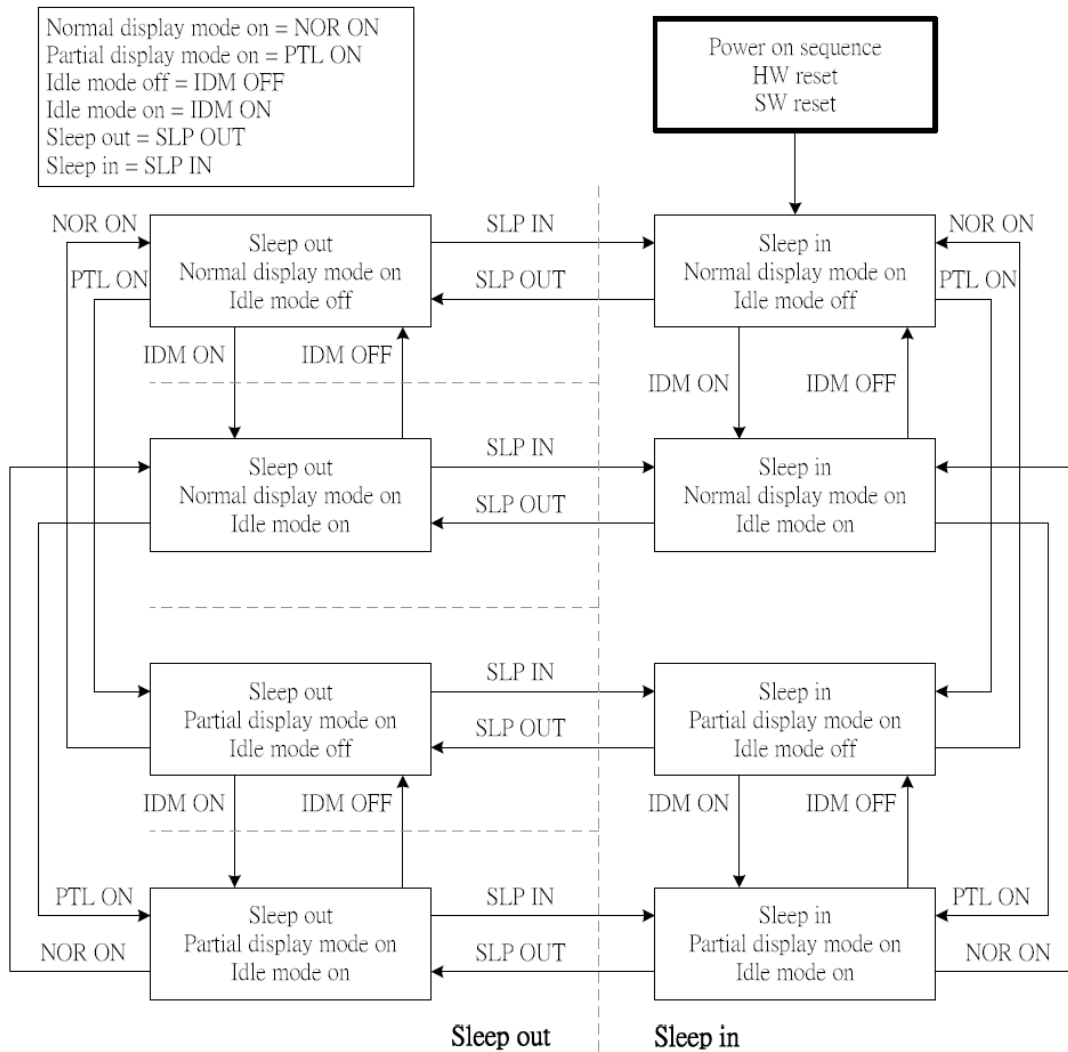 Normal display mode on = NOR ON
Partial display mode on = PTL ON
Idle mode off = IDM OFF
Idle mode on = IDM ON
Sleep out = SLP OUT
Sleep in = SLP IN
Power on sequence
HW reset
SW reset
NOR ON
PTL ON
Sleep out
Normal display mode on
Idle mode off
SLP IN
SLP OUT
Sleep in
Normal display mode on
Idle mode off
NOR ON
PTL ON
IDM ON
IDM OFF
IDM ON
IDM OFF
Sleep out
Normal display mode on
Idle mode on
SLP IN
SLP OUT
Sleep in
Normal display mode on
Idle mode on
Sleep out
Partial display mode on
Idle mode off
SLP IN
SLP OUT
Sleep in
Partial display mode on
Idle mode off
IDM ON
IDM OFF
IDM ON
IDM OFF
PTL ON
NOR ON
Sleep out
Partial display mode on
Idle mode on
SLP IN
SLP OUT
Sleep in
Partial display mode on
Idle mode on
PTL ON
NOR ON
Sleep out
Sleep in